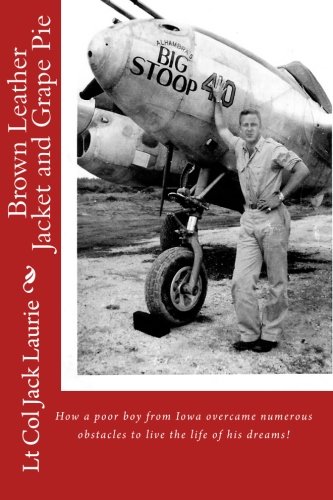 Brown Leather
Jacket and Grape Pie
Lt Col Jack Laurie
ALHAMBRA'S
BIG
STOOP
40
How a poor boy from Iowa overcame numerous
obstacles to live the life of his dreams!